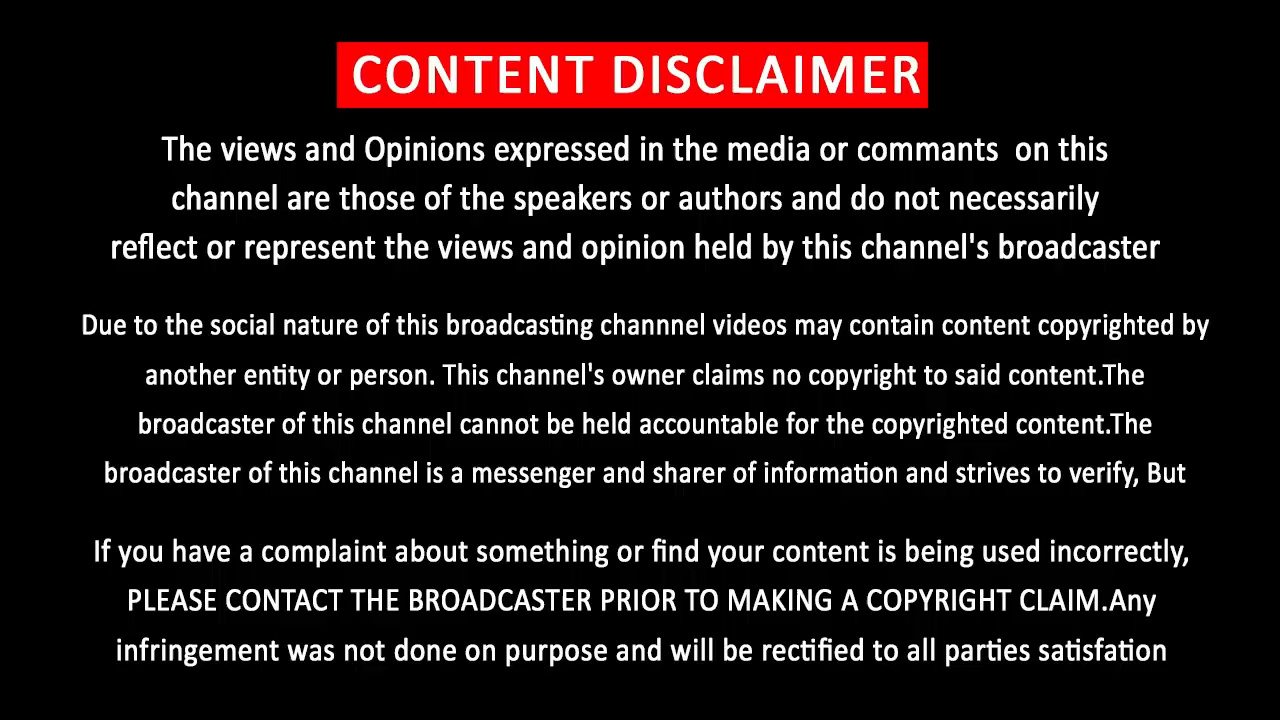 CONTENT DISCLAIMER
The views and Opinions expressed in the media or commants on this
channel are those of the speakers or authors and do not necessarily
reflect or represent the views and opinion held by this channel's broadcaster
Due to the social nature of this broadcasting channnel videos may contain content copyrighted by
another entity or person. This channel's owner claims no copyright to said content.The
broadcaster of this channel cannot be held accountable for the copyrighted content.The
broadcaster of this channel is a messenger and sharer of information and strives to verify, But
If you have a complaint about something or find your content is being used incorrectly,
PLEASE CONTACT THE BROADCASTER PRIOR TO MAKING A COPYRIGHT CLAIM.Any
infringement was not done on purpose and will be rectified to all parties satisfation